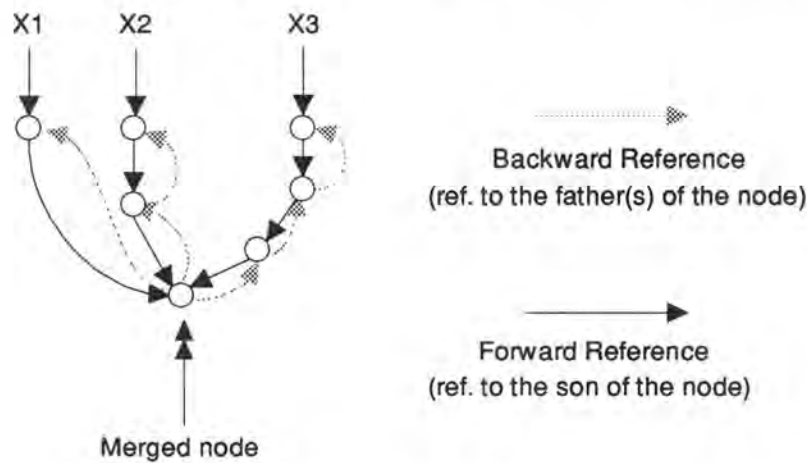 X1
X2
X3
Backward Reference
(ref. to the father(s) of the node)
Forward Reference
(ref. to the son of the node)
Merged node